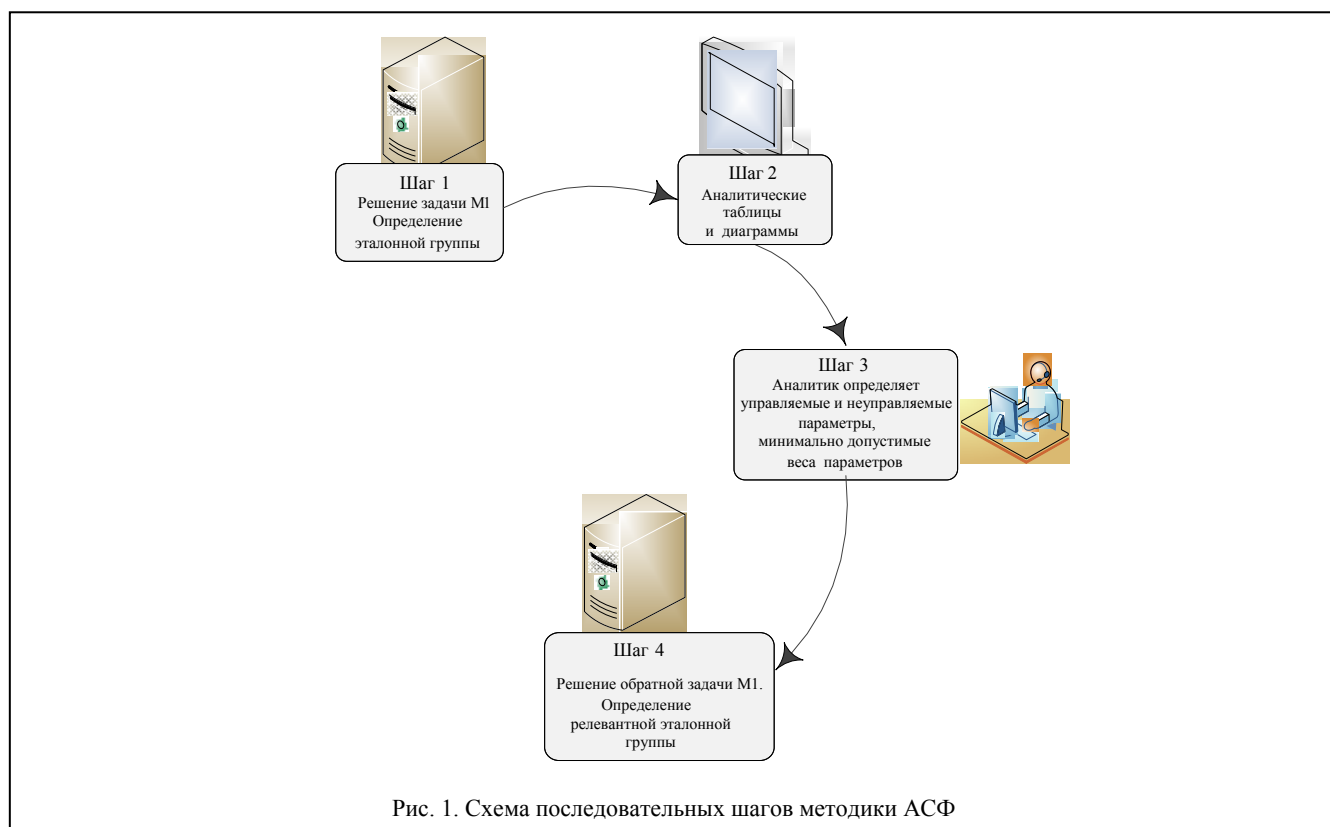 Шаг 1
Решение задачи М1
Определение
эталонной группы
Шаг 2
Аналитические
таблицы
и диаграммы
Шаг 3
Аналитик определяет
управляемые и неуправляемые
параметры,
минимально допустимые
веса параметров
Шаг 4
Решение обратной задачи М1.
Определение
релевантной эталонной
группы
Рис. 1. Схема последовательных шагов методики АСФ